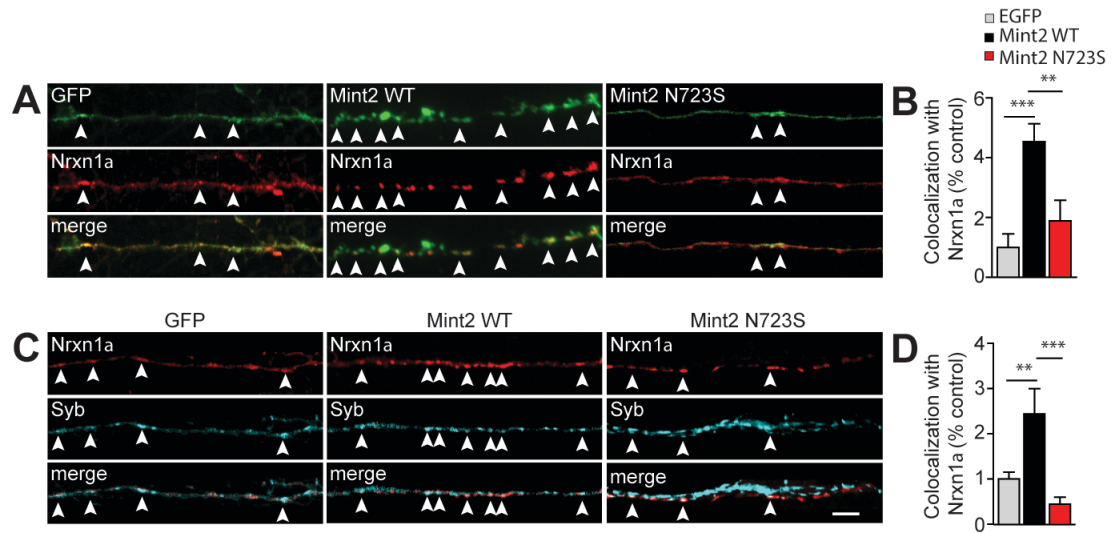 EGFP
Mint2 WT
Mint2 N723S
A
GFP
Mint2 WT
Mint2 N723S
Nrxn1a
Nrxn1a
Nrxn1a
merge
merge
merge
B
Colocalization with
Nrxn1a (% control)
6
4
2
0
***
**
C
GFP
Mint2 WT
Mint2 N723S
Nrxn1a
Nrxn1a
Nrxn1a
Syb
Syb
Syb
merge
merge
merge
D
Colocalization with
Nrxn1a (% control)
4
3
2
1
0
**
***